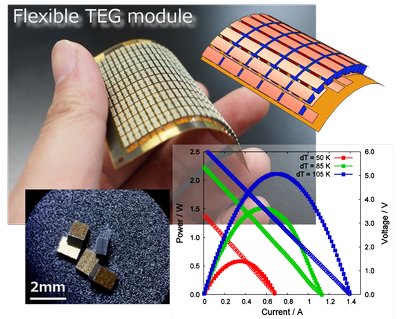 Flexible TEG module
2mm
dT = 50 K
dT = 85 K
dT = 105 K
Power / W
2.5
2.0
1.5
1.0
0.5
0.0
Voltage / V
6.0
5.0
4.0
3.0
2.0
1.0
0.0
0 0.2 0.4 0.6 0.8 1.0 1.2 1.4
Current / A